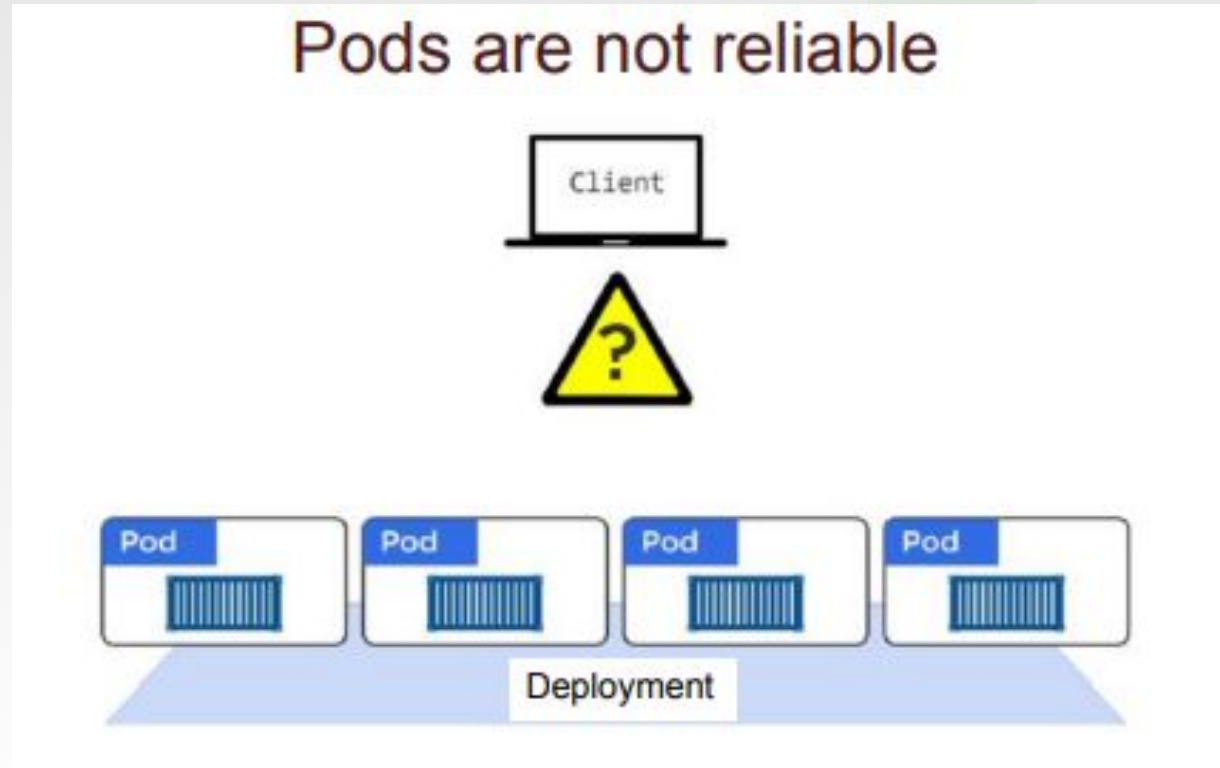 Pods are not reliable
Client
?
Pod
Pod
Pod
Pod
Deployment